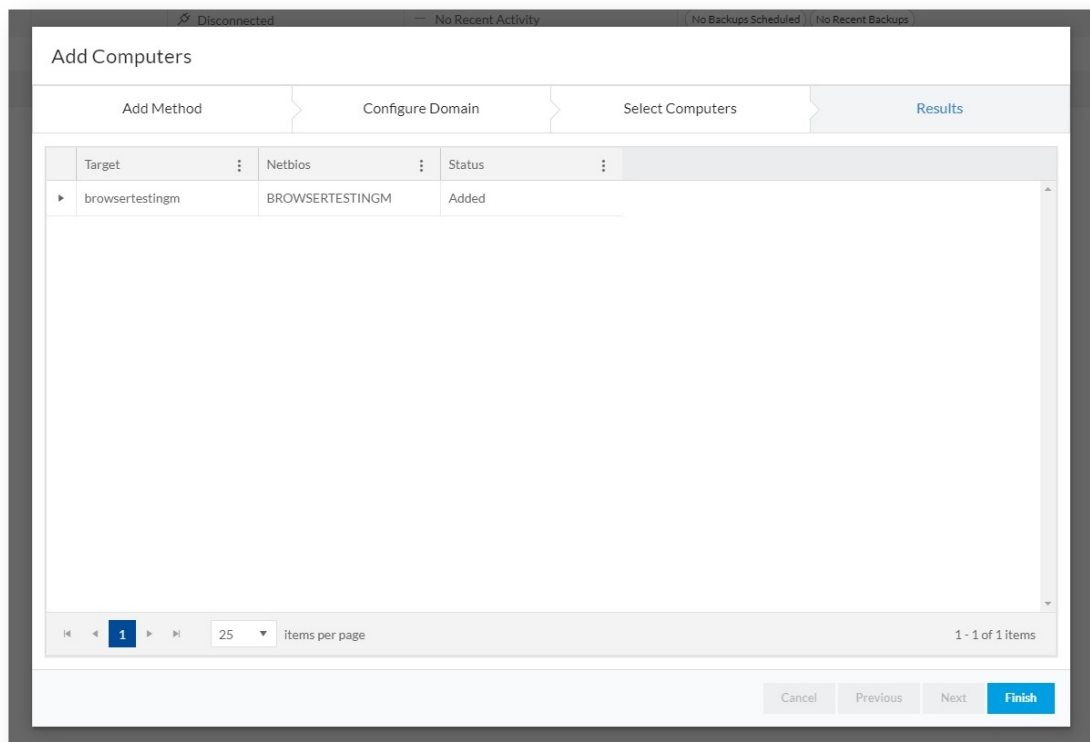 Disconnected — No Recent Activity No Backups Scheduled No Recent Backups
Add Computers
Add Method Configure Domain Select Computers Results
Target Netbios Status
browsertestingm BROWSERTESTINGM Added
1 25 items per page 1 - 1 of 1 items
Cancel Previous Next Finish